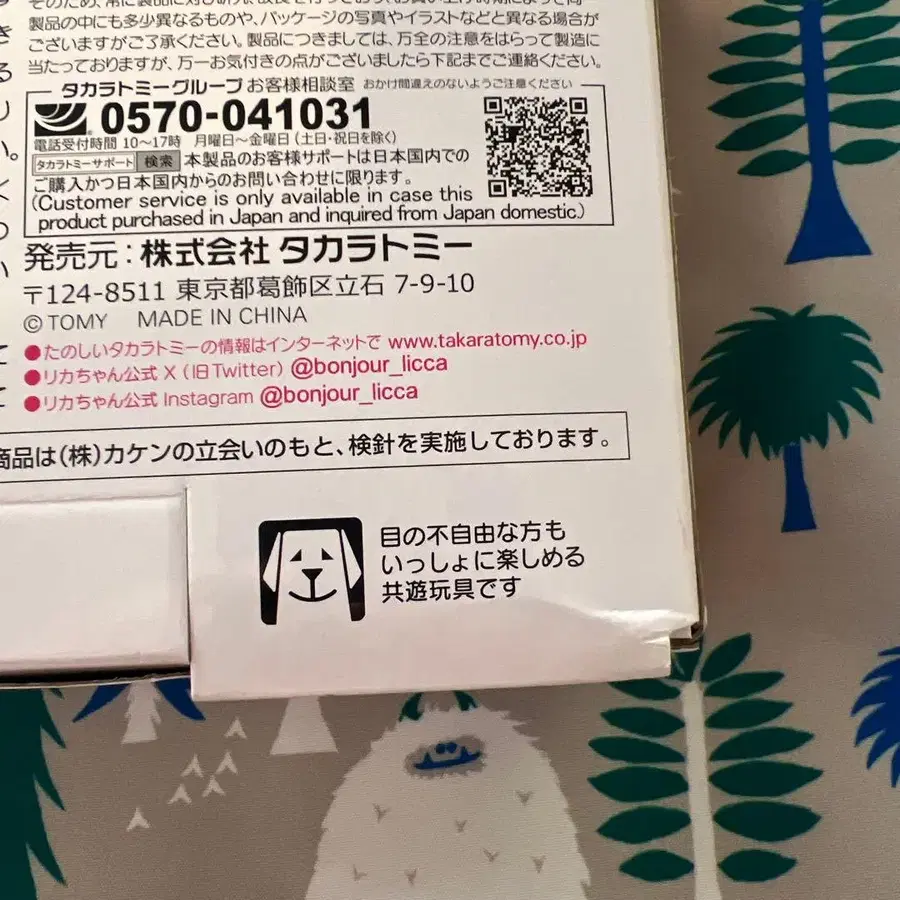 製品の中にも多少異なるものや、パッケージの写真やイラストなどと異なる場合が
ございますがご了承ください。製品につきましては、万全の注意をはらって製造に
当たっておりますが、万一お気付きの点がございましたら下記までご連絡ください。
タカラトミーグループ お客様相談室 おかけ間違えのないようご注意ください
0570-041031
電話受付時間 10〜17時 月曜日〜金曜日(土日・祝日を除く)
タカラトミーサポート 検索 本製品のお客様サポートは日本国内での
ご購入かつ日本国内からのお問い合わせに限ります。
(Customer service is only available in case this
product purchased in Japan and inquired from Japan domestic.)
発売元:株式会社 タカラトミー
〒124-8511 東京都葛飾区立石 7-9-10
©TOMY MADE IN CHINA
●たのしいタカラトミーの情報はインターネットで www.takaratomy.co.jp
●リカちゃん公式 X (旧Twitter) @bonjour_licca
●リカちゃん公式 Instagram @bonjour_licca
商品は(株)カケンの立会いのもと、検針を実施しております。
目の不自由な方も
いっしょに楽しめる
共遊玩具です